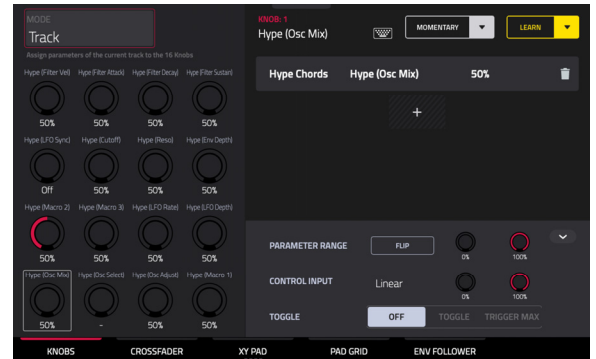 MODE
Track
Assign parameters of the current track to the 16 Knobs
Hype (Filter Vel) Hype (Filter Attack) Hype (Filter Decay) Hype (Filter Sustain)
50% 50% 50% 50%
Hype (LFO Sync) Hype (Cutoff) Hype (Reso) Hype (Env Depth)
Off 50% 50% 50%
Hype (Macro 2) Hype (Macro 3) Hype (LFO Rate) Hype (LFO Depth)
50% 50% 50% 50%
Hype (Osc Mix) Hype (Osc Select) Hype (Osc Adjust) Hype (Macro 1)
50% - 50% 50%
KNOB: 1
Hype (Osc Mix) MOMENTARY LEARN
Hype Chords Hype (Osc Mix) 50%
+
PARAMETER RANGE FLIP 0% 100%
CONTROL INPUT Linear 0% 100%
TOGGLE OFF TOGGLE TRIGGER MAX
KNOBS CROSSFADER XY PAD PAD GRID ENV FOLLOWER